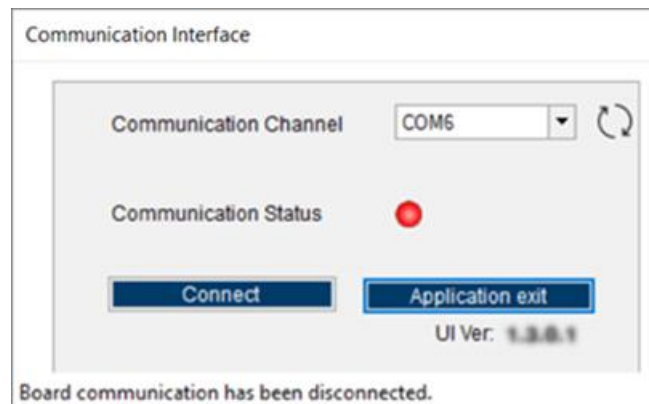 Communication Interface
Communication Channel COM6
Communication Status
Connect Application exit
UI Ver:
Board communication has been disconnected.